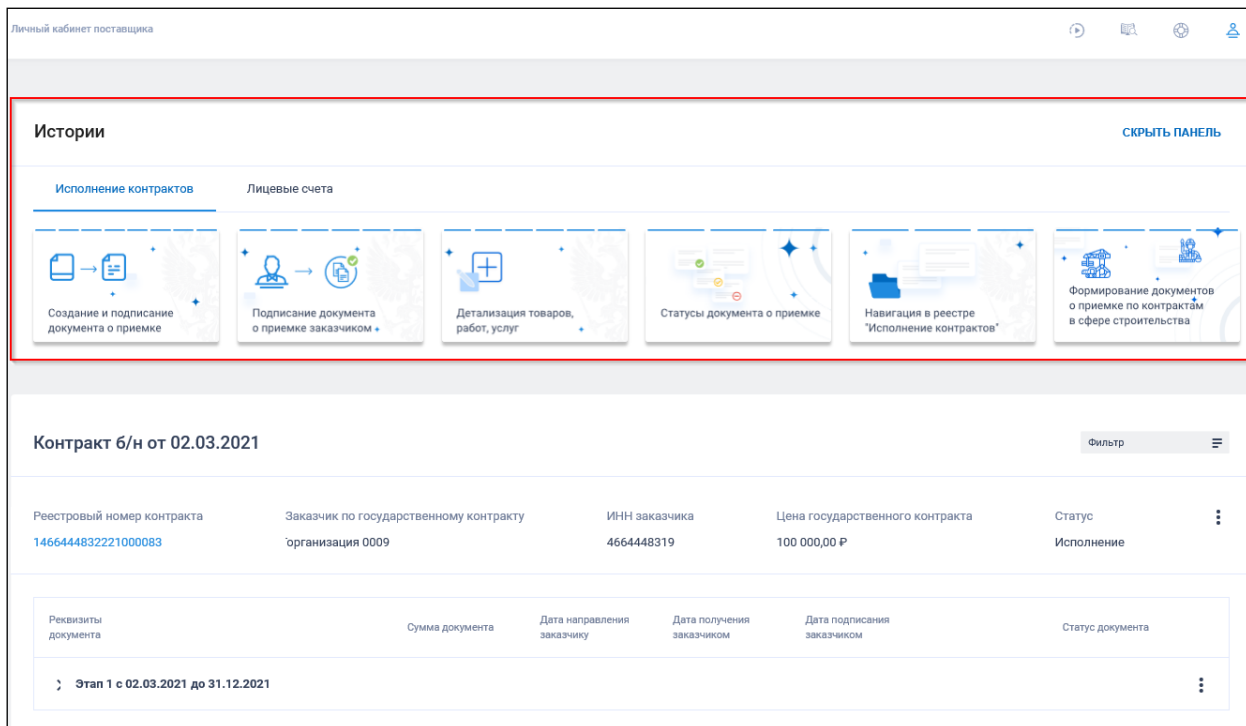 Личный кабинет поставщика
Истории
СКРЫТЬ ПАНЕЛЬ
Исполнение контрактов
Лицевые счета
Создание и подписание
документа о приемке
Подписание документа
о приемке заказчиком
Детализация товаров,
работ, услуг
Статусы документа о приемке
Навигация в реестре
"Исполнение контрактов"
Формирование документов
о приемке по контрактам
в сфере строительства
Контракт б/н от 02.03.2021
Фильтр
Реестровый номер контракта
Заказчик по государственному контракту
ИНН заказчика
Цена государственного контракта
Статус
1466444832221000083
организация 0009
4664448319
100 000,00 ₽
Исполнение
Реквизиты
документа
Сумма документа
Дата направления
заказчику
Дата получения
заказчиком
Дата подписания
заказчиком
Статус документа
Этап 1 с 02.03.2021 до 31.12.2021